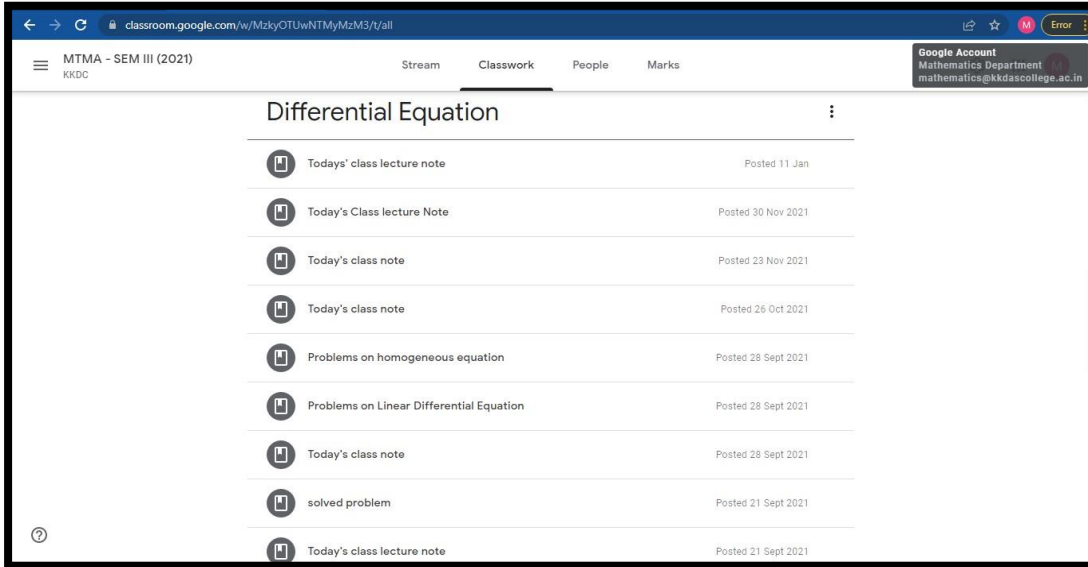 classroom.google.com/w/MzkyOTUwNTMyMzM3/t/all
M
Error
MTMA - SEM III (2021)
KKDC
Stream
Classwork
People
Marks
Google Account
Mathematics Department
mathematics@kkdascollege.ac.in
Differential Equation
Todays' class lecture note
Posted 11 Jan
Today's Class lecture Note
Posted 30 Nov 2021
Today's class note
Posted 23 Nov 2021
Today's class note
Posted 26 Oct 2021
Problems on homogeneous equation
Posted 28 Sept 2021
Problems on Linear Differential Equation
Posted 28 Sept 2021
Today's class note
Posted 28 Sept 2021
solved problem
Posted 21 Sept 2021
Today's class lecture note
Posted 21 Sept 2021